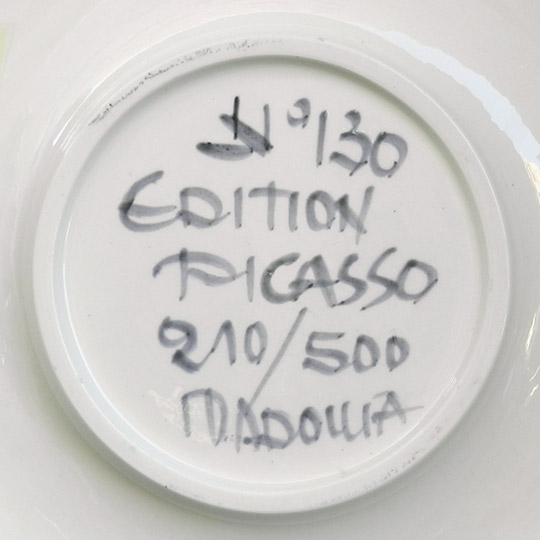 N° 130
EDITION
PICASSO
210/500
MADOURA